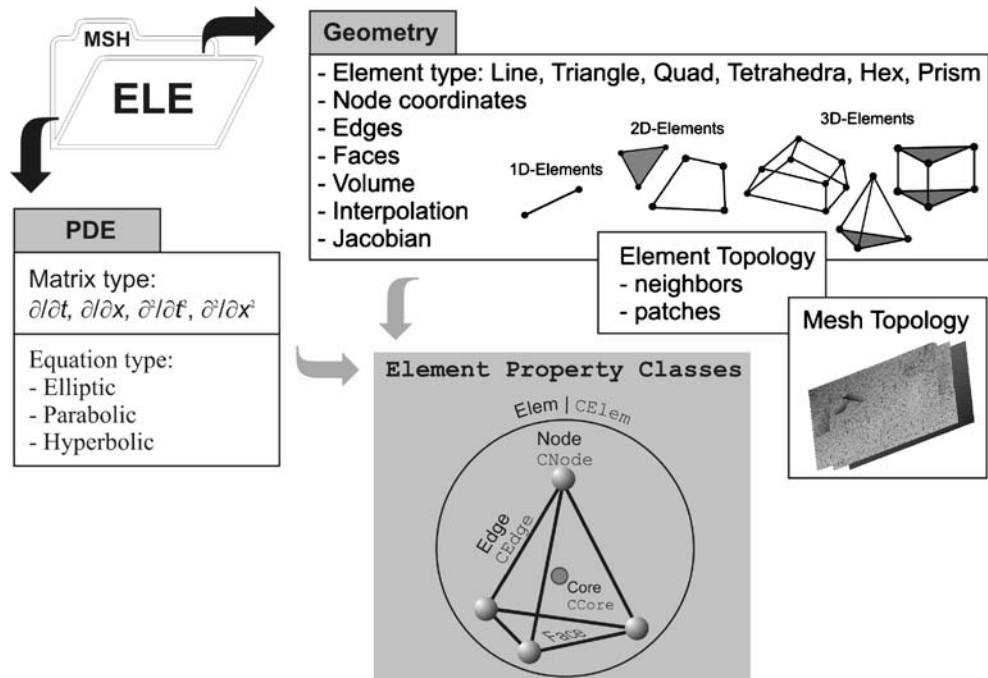 MSH
ELE
Geometry
- Element type: Line, Triangle, Quad, Tetrahedra, Hex, Prism
- Node coordinates
- Edges
- Faces
- Volume
- Interpolation
- Jacobian
1D-Elements
2D-Elements
3D-Elements
Element Topology
- neighbors
- patches
Mesh Topology
PDE
Matrix type:
∂/∂t, ∂/∂x, ∂²/∂t², ∂²/∂x²
Equation type:
- Elliptic
- Parabolic
- Hyperbolic
Element Property Classes
Elem | CElem
Node
CNode
Edge
CEdge
Core
CCore
Face